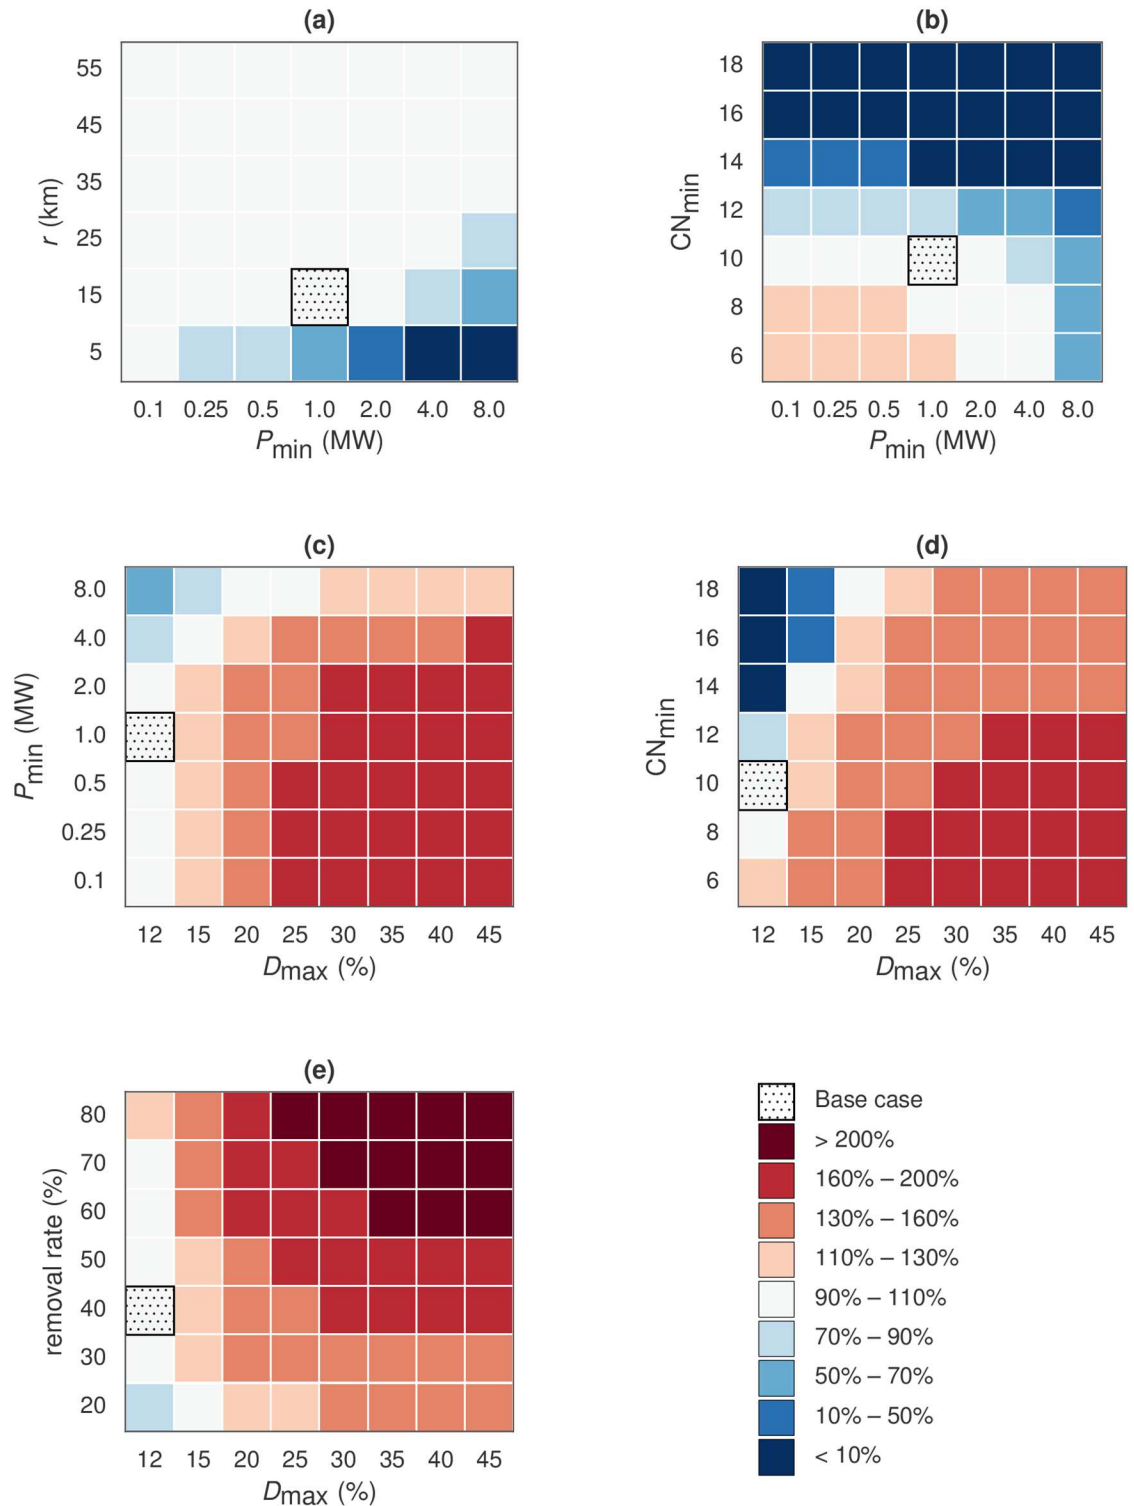 (a)
55
45
35
25
15
5
r (km)
0.1 0.25 0.5 1.0 2.0 4.0 8.0
Pmin (MW)
(b)
18
16
14
12
10
8
6
CNmin
0.1 0.25 0.5 1.0 2.0 4.0 8.0
Pmin (MW)
(c)
8.0
4.0
2.0
1.0
0.5
0.25
0.1
Pmin (MW)
12 15 20 25 30 35 40 45
Dmax (%)
(d)
18
16
14
12
10
8
6
CNmin
12 15 20 25 30 35 40 45
Dmax (%)
(e)
80
70
60
50
40
30
20
removal rate (%)
12 15 20 25 30 35 40 45
Dmax (%)
Base case
> 200%
160% – 200%
130% – 160%
110% – 130%
90% – 110%
70% – 90%
50% – 70%
10% – 50%
< 10%